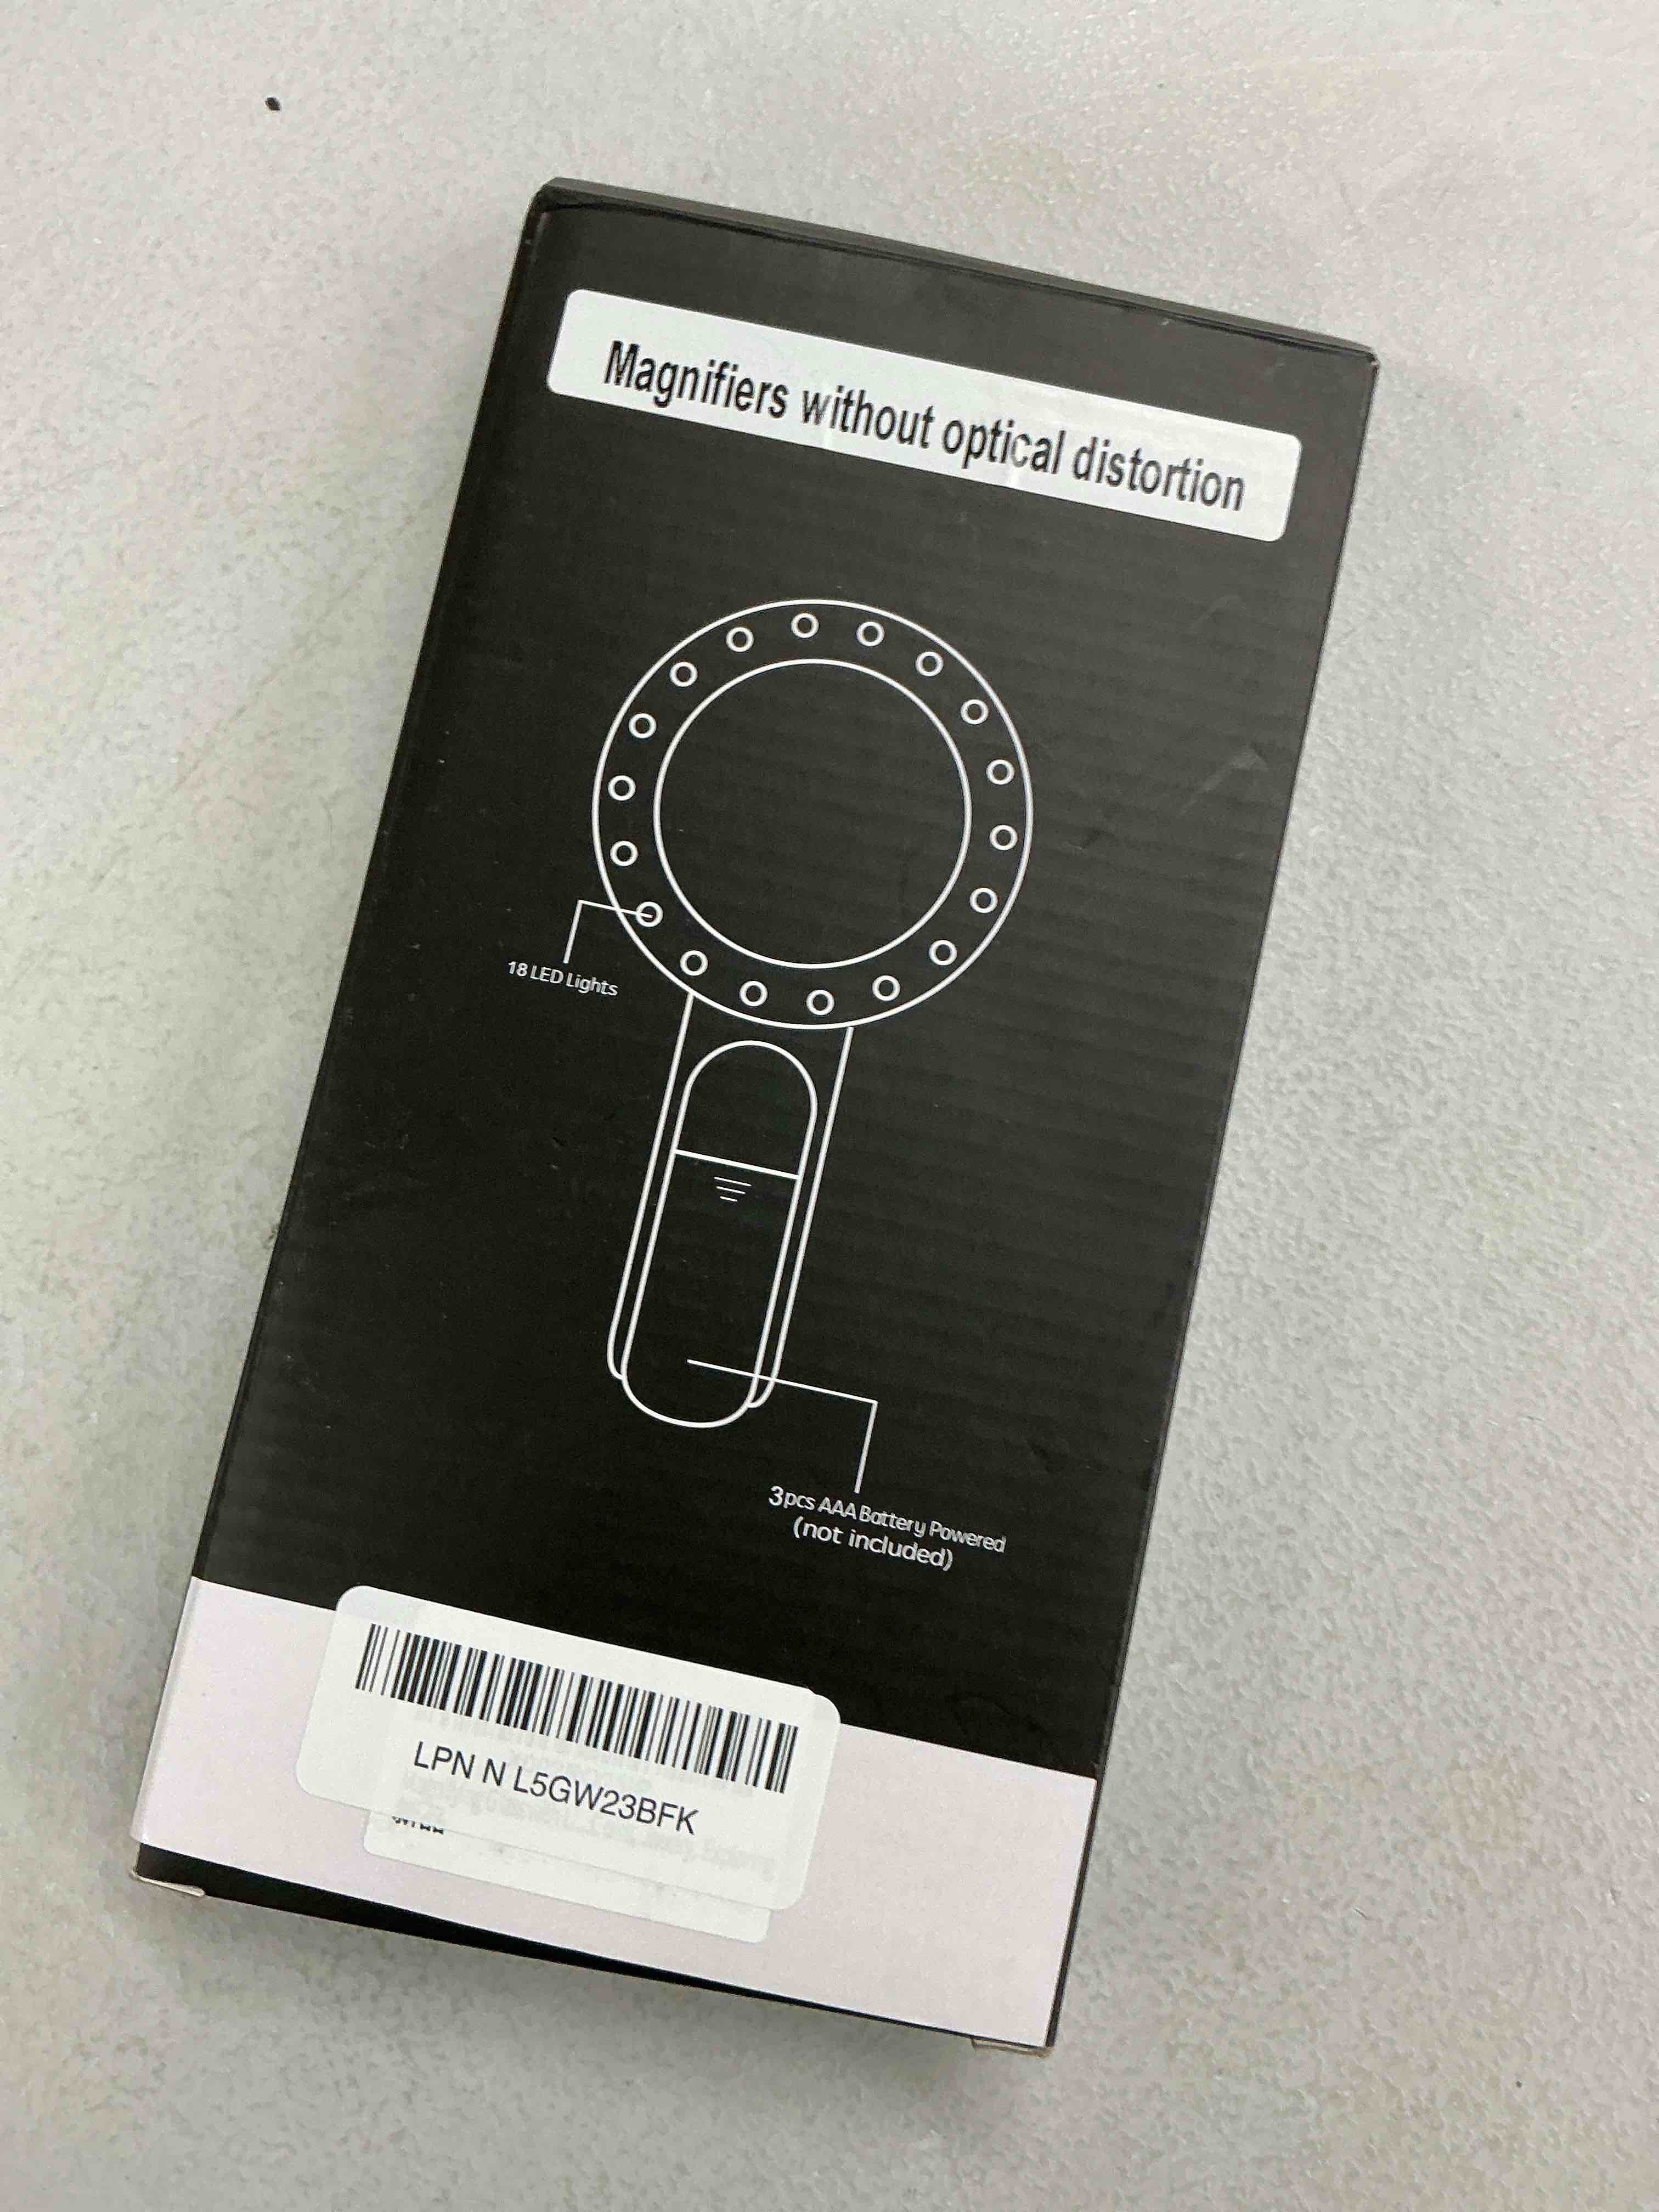 Magnifiers without optical distortion
18 LED Lights
3pcs AAA Battery Powered
(not included)
LPN N L5GW23BFK